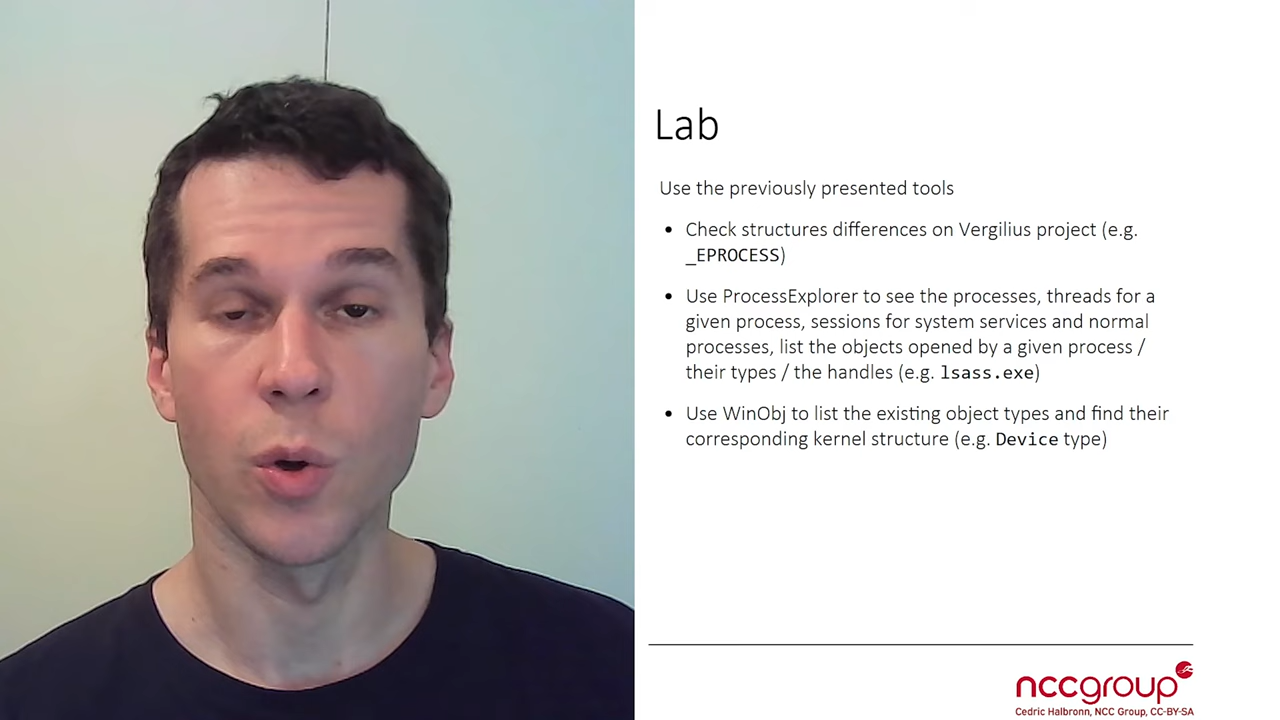 Lab
Use the previously presented tools
• Check structures differences on Vergilius project (e.g.
_EPROCESS)
• Use ProcessExplorer to see the processes, threads for a
given process, sessions for system services and normal
processes, list the objects opened by a given process /
their types / the handles (e.g. lsass.exe)
• Use WinObj to list the existing object types and find their
corresponding kernel structure (e.g. Device type)
nccgroup
Cedric Halbronn, NCC Group, CC-BY-SA